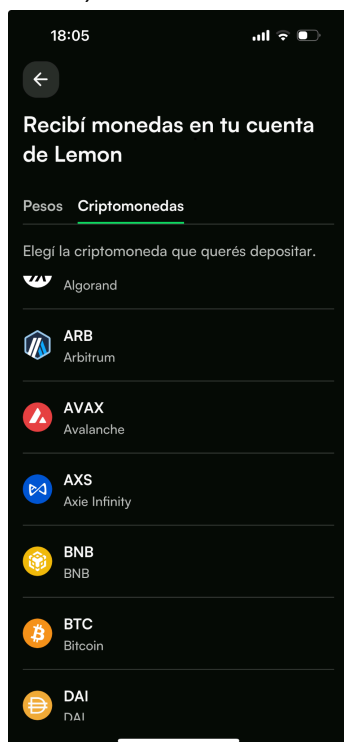 18:05
Recibí monedas en tu cuenta
de Lemon
Pesos Criptomonedas
Elegí la criptomoneda que querés depositar.
Algorand
ARB
Arbitrum
AVAX
Avalanche
AXS
Axie Infinity
BNB
BNB
BTC
Bitcoin
DAI
DAI